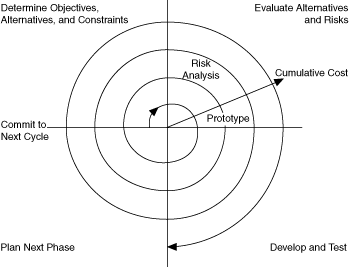 Determine Objectives,
Alternatives, and Constraints
Evaluate Alternatives
and Risks
Risk
Analysis
Cumulative Cost
Commit to
Next Cycle
Prototype
Plan Next Phase
Develop and Test